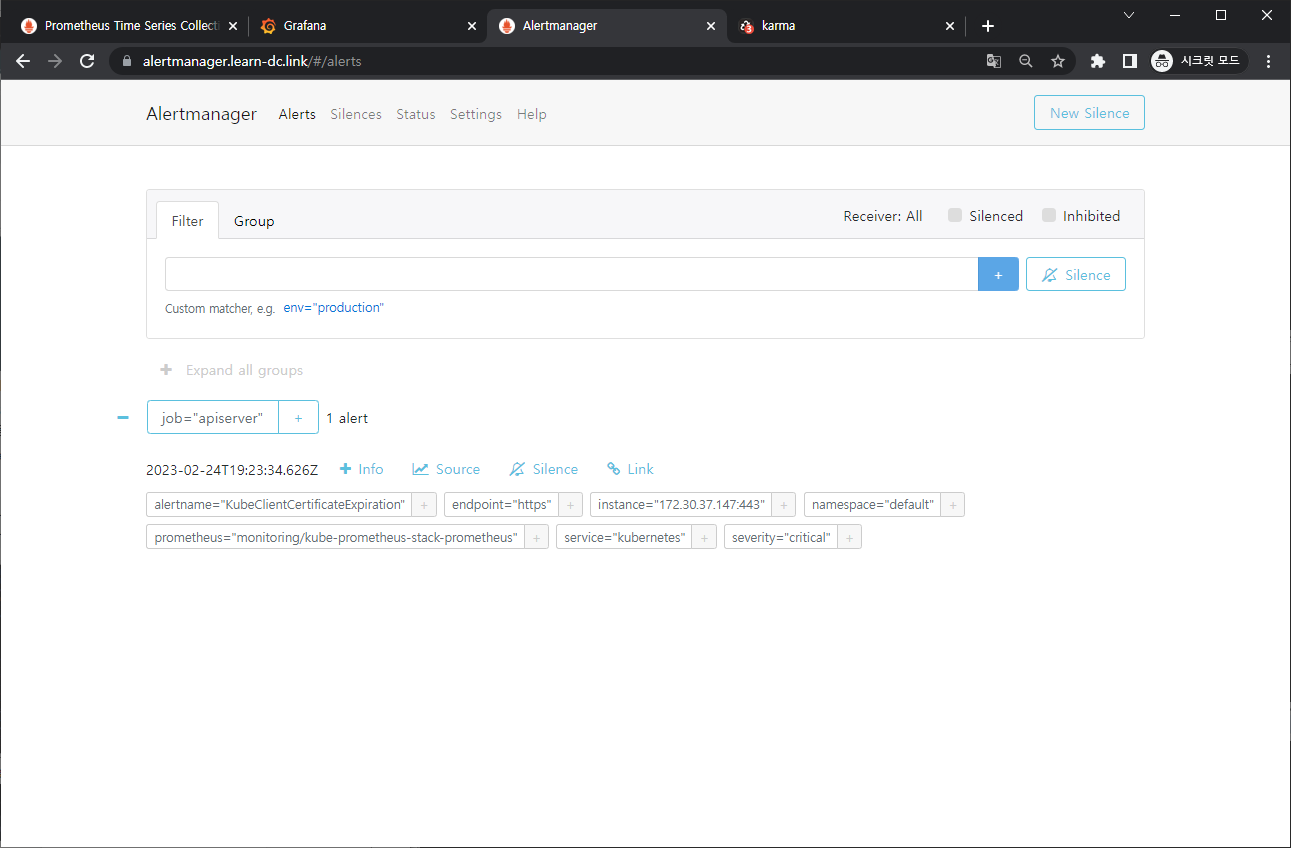 Prometheus Time Series Collecti Grafana Alertmanager karma
alertmanager.learn-dc.link/#/alerts 시크릿 모드
Alertmanager Alerts Silences Status Settings Help New Silence
Filter Group Receiver: All Silenced Inhibited
+ Silence
Custom matcher, e.g. env="production"
+ Expand all groups
job="apiserver" + 1 alert
2023-02-24T19:23:34.626Z + Info Source Silence Link
alertname="KubeClientCertificateExpiration" + endpoint="https" + instance="172.30.37.147:443" + namespace="default" +
prometheus="monitoring/kube-prometheus-stack-prometheus" + service="kubernetes" + severity="critical" +